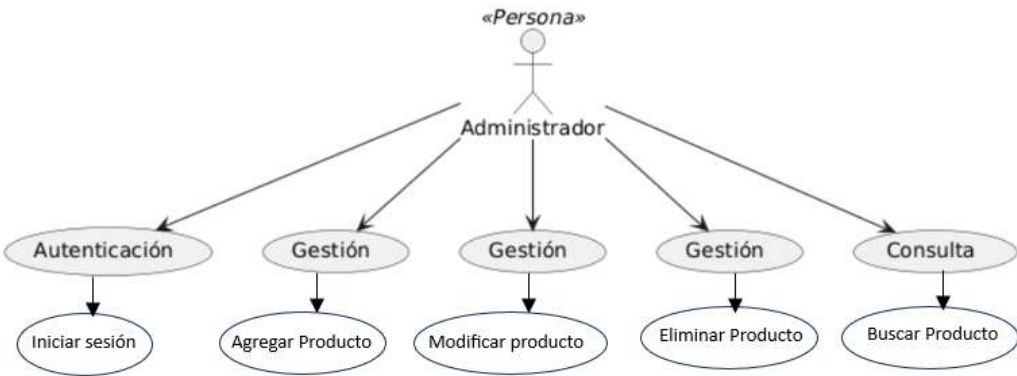 «Persona»
Administrador
Autenticación
Gestión
Gestión
Gestión
Consulta
Iniciar sesión
Agregar Producto
Modificar producto
Eliminar Producto
Buscar Producto